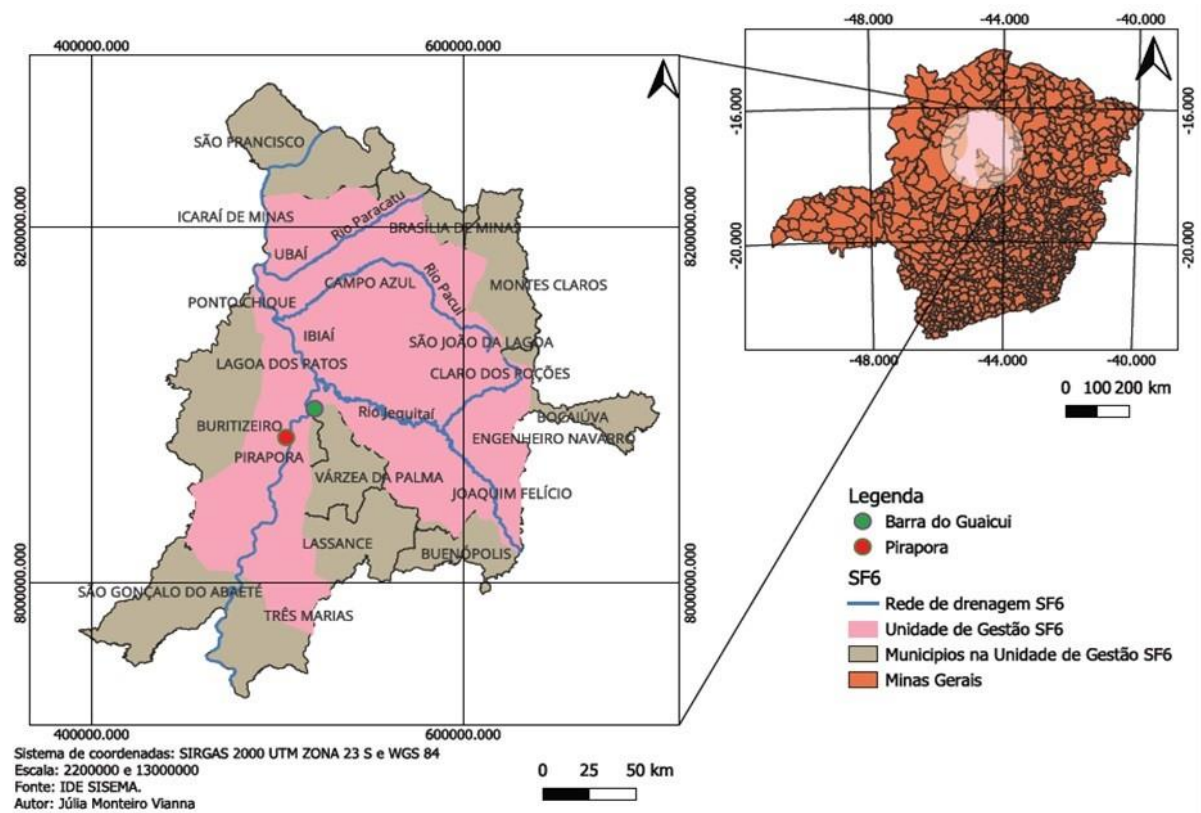 400000.000
600000.000
8200000.000
8200000.000
8000000.000
8000000.000
SÃO FRANCISCO
ICARAÍ DE MINAS
Rio Paracatu
BRASÍLIA DE MINAS
UBAÍ
CAMPO AZUL
Rio Pacuí
MONTES CLAROS
PONTO CHIQUE
IBIAÍ
SÃO JOÃO DA LAGOA
LAGOA DOS PATOS
CLARO DOS POÇÕES
Rio Jequitaí
BOCAIÚVA
BURITIZEIRO
ENGENHEIRO NAVARRO
PIRAPORA
VÁRZEA DA PALMA
JOAQUIM FELÍCIO
LASSANCE
BUENÓPOLIS
SÃO GONÇALO DO ABAETÉ
TRÊS MARIAS
400000.000
600000.000
Sistema de coordenadas: SIRGAS 2000 UTM ZONA 23 S e WGS 84
Escala: 2200000 e 13000000
Fonte: IDE SISEMA.
Autor: Júlia Monteiro Vianna
0 25 50 km
-48.000
-44.000
-40.000
-16.000
-16.000
-20.000
-20.000
-48.000
-44.000
-40.000
0 100 200 km
Legenda
Barra do Guaicui
Pirapora
SF6
Rede de drenagem SF6
Unidade de Gestão SF6
Municipios na Unidade de Gestão SF6
Minas Gerais